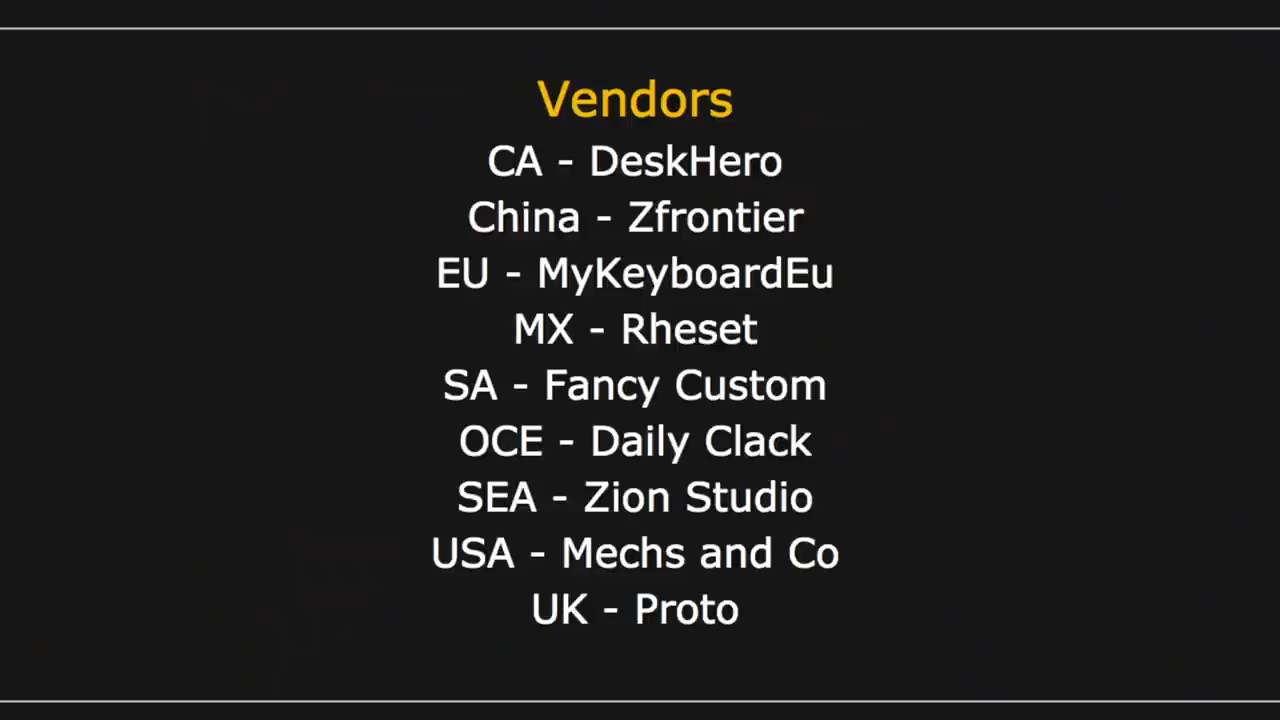 Vendors
CA - DeskHero
China - Zfrontier
EU - MyKeyboardEu
MX - Rheset
SA - Fancy Custom
OCE - Daily Clack
SEA - Zion Studio
USA - Mechs and Co
UK - Proto